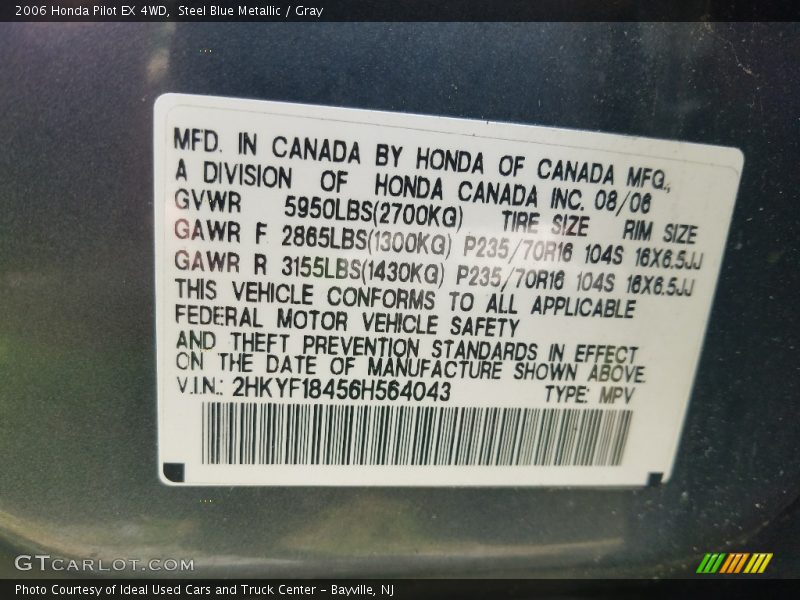 2006 Honda Pilot EX 4WD,  Steel Blue Metallic / Gray
MFD. IN CANADA BY HONDA OF CANADA MFG.,
A DIVISION OF HONDA CANADA INC. 08/06
GVWR 5950LBS(2700KG) TIRE SIZE RIM SIZE
GAWR F 2865LBS(1300KG) P235/70R16 104S 16X6.5JJ
GAWR R 3155LBS(1430KG) P235/70R16 104S 16X6.5JJ
THIS VEHICLE CONFORMS TO ALL APPLICABLE
FEDERAL MOTOR VEHICLE SAFETY
AND THEFT PREVENTION STANDARDS IN EFFECT
ON THE DATE OF MANUFACTURE SHOWN ABOVE.
V.I.N.: 2HKYF18456H564043 TYPE: MPV
GTCARLOT.COM
Photo Courtesy of Ideal Used Cars and Truck Center - Bayville, NJ